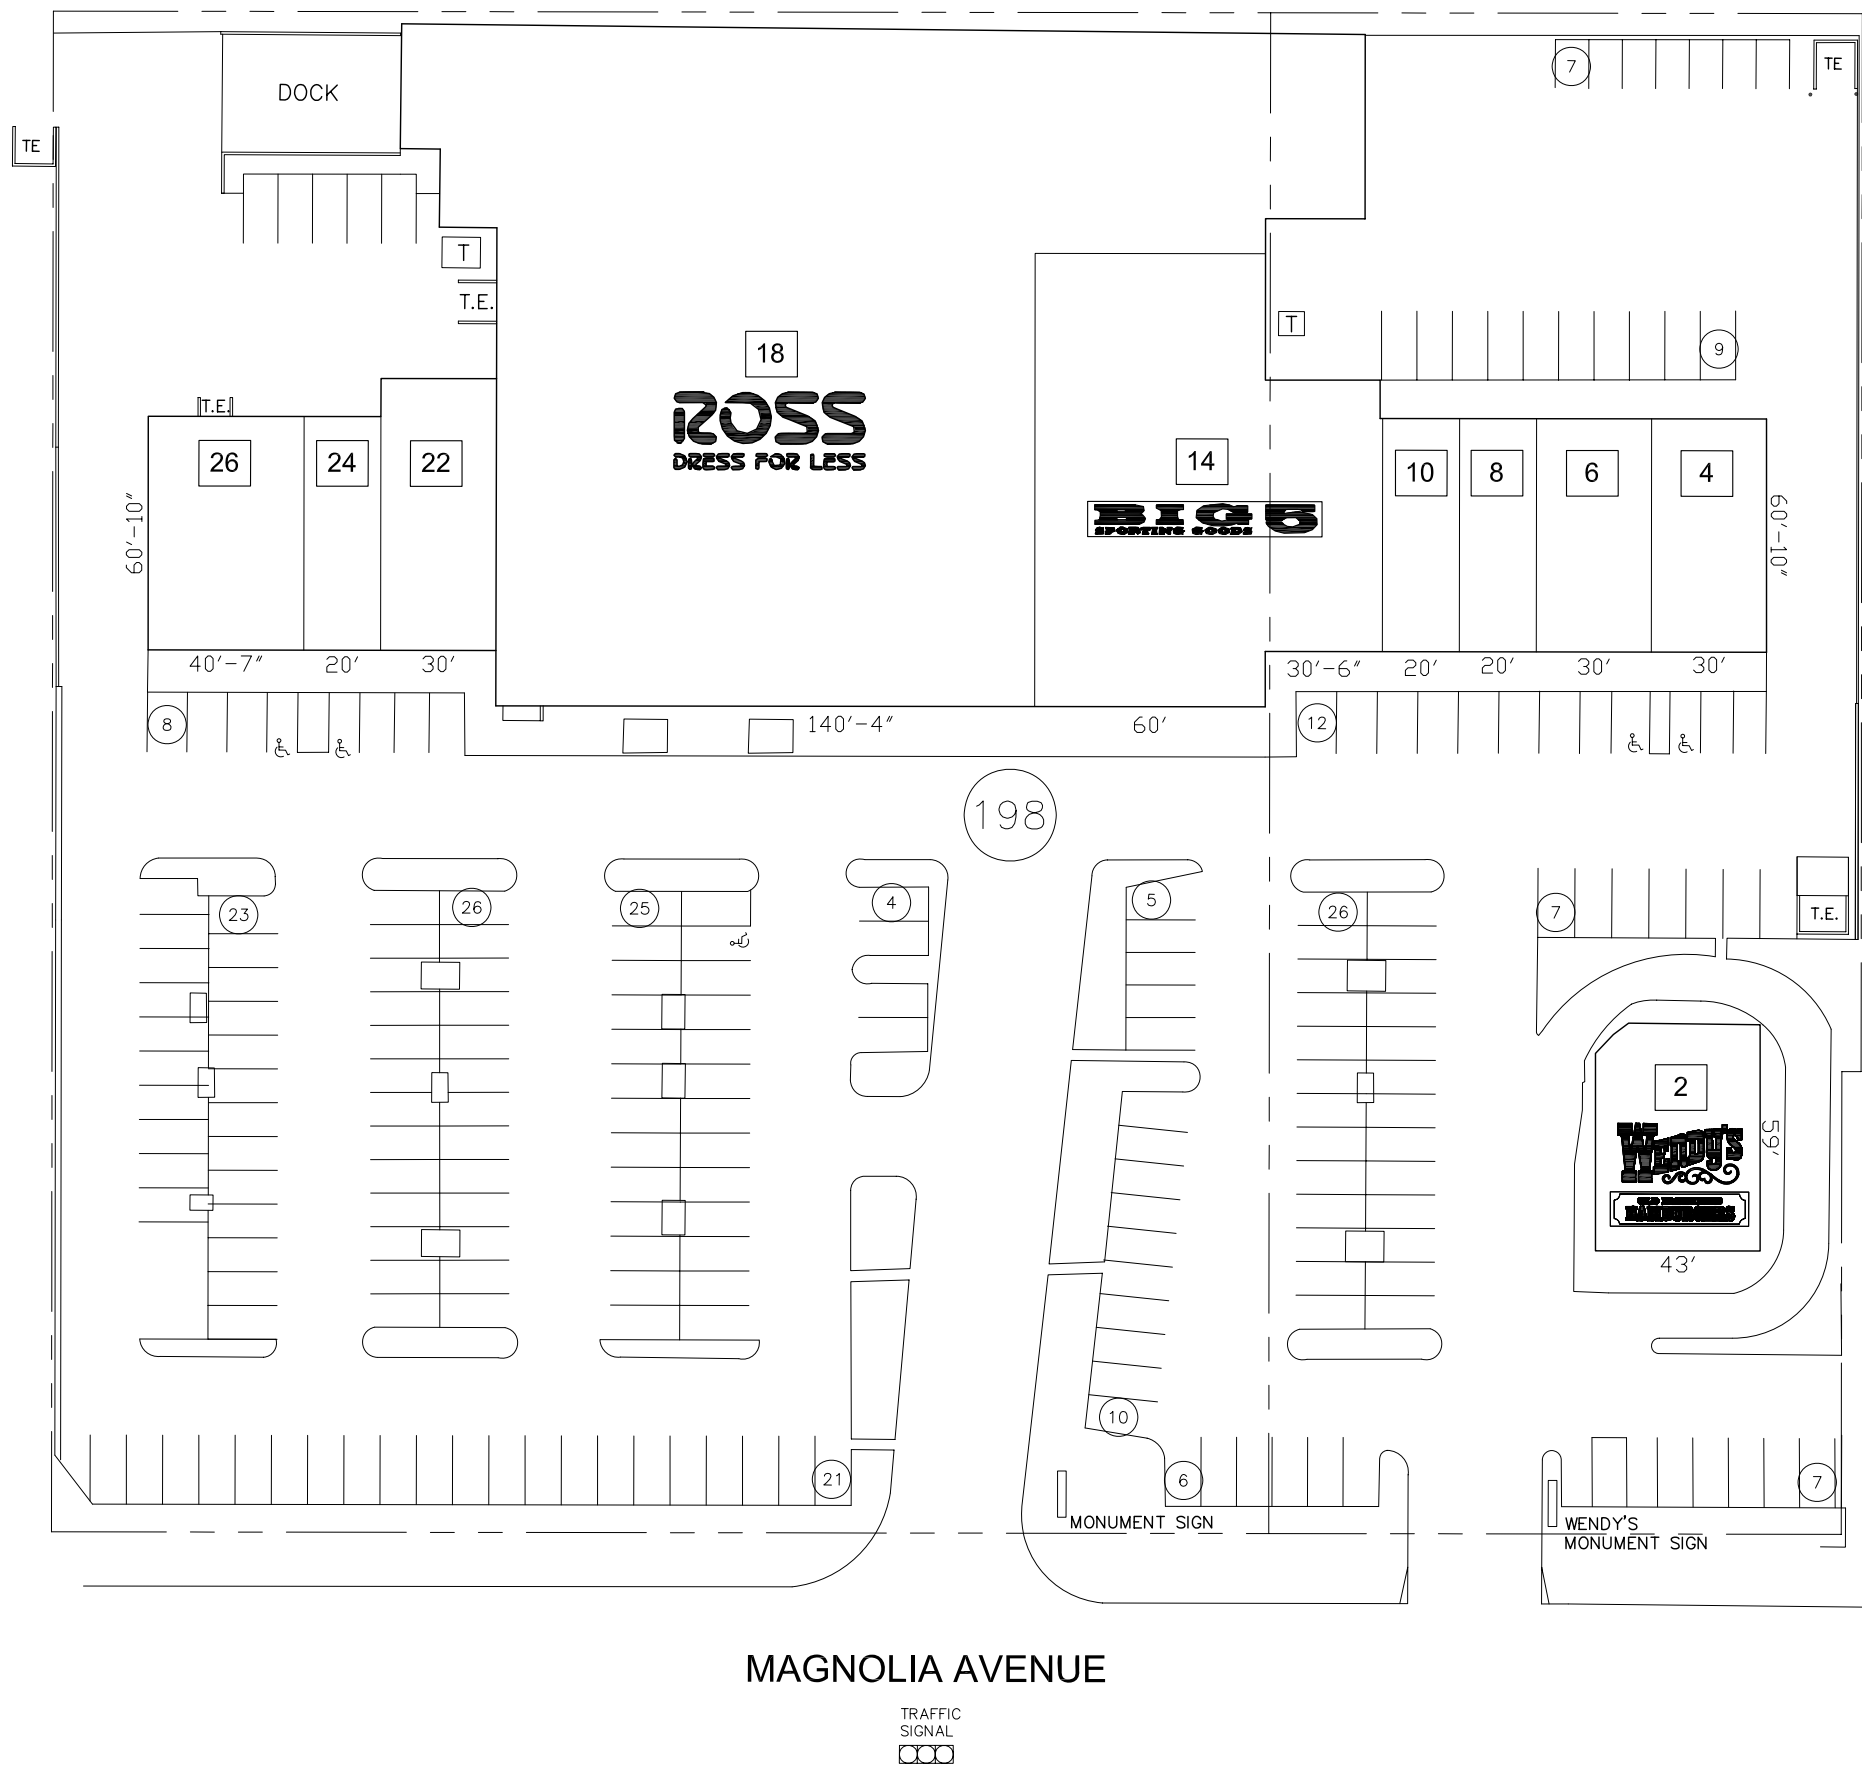 7
TE
DOCK
TE
T
T.E.
T
9
18
ROSS
DRESS FOR LESS
T.E.
26
24
22
14
10
8
6
4
BIG 5
SPORTING GOODS
60'-10"
60'-10"
40'-7"
20'
30'
30'-6"
20'
20'
30'
30'
8
140'-4"
60'
12
198
23
26
25
4
5
26
7
T.E.
2
WENDY'S
OLD FASHIONED
HAMBURGERS
59'
43'
10
21
6
7
MONUMENT SIGN
WENDY'S
MONUMENT SIGN
MAGNOLIA AVENUE
TRAFFIC
SIGNAL